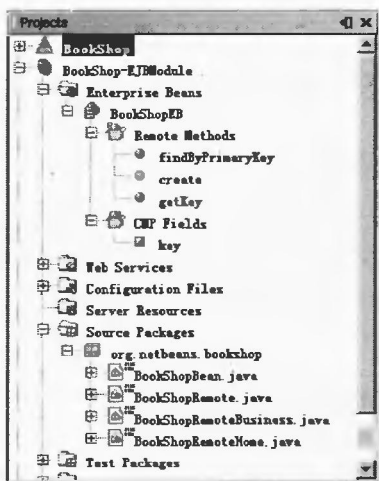 Projects
BookShop
BookShop-EJBModule
Enterprise Beans
BookShopEB
Remote Methods
findByPrimaryKey
create
getKey
CMP Fields
key
Web Services
Configuration Files
Server Resources
Source Packages
org.netbeans.bookshop
BookShopBean.java
BookShopRemote.java
BookShopRemoteBusiness.java
BookShopRemoteHome.java
Test Packages